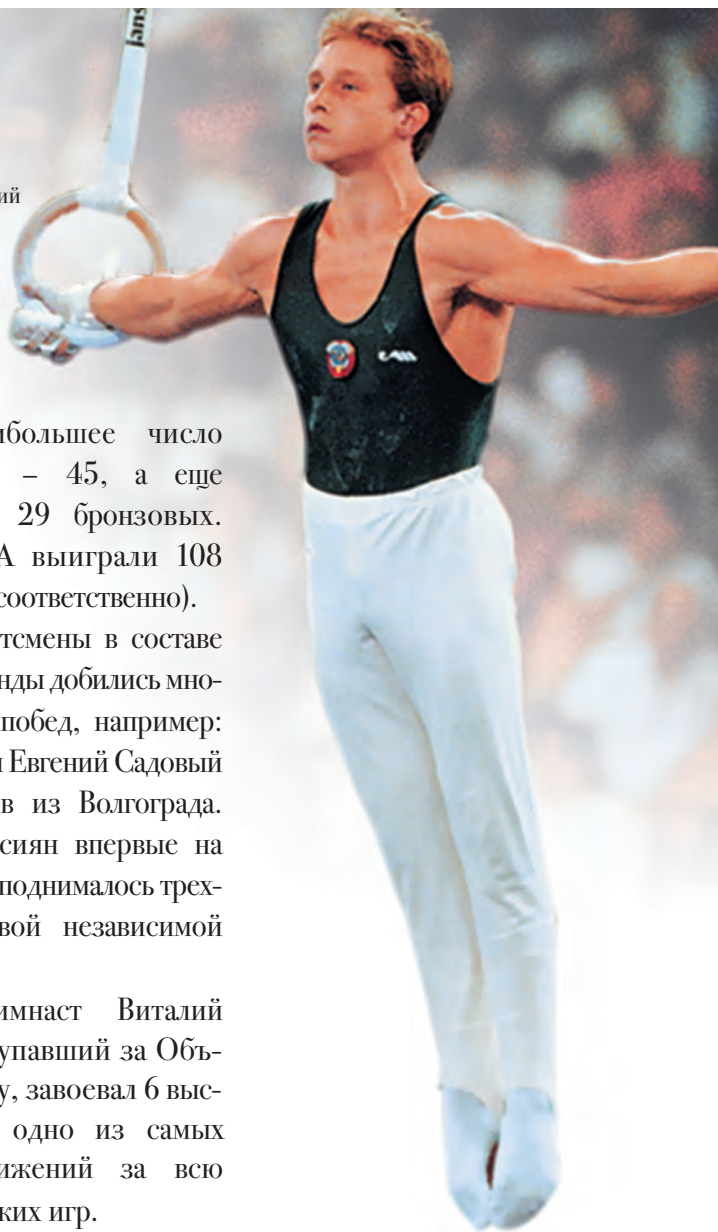 jans
ий
ибольшее число
– 45, а еще
29 бронзовых.
А выиграли 108
соответственно).
тсмены в составе
нды добились мно-
побед, например:
и Евгений Садовый
в из Волгограда.
сиян впервые на
поднималось трех-
вой независимой
имнаст Виталий
упавший за Объ-
у, завоевал 6 выс-
одно из самых
ижений за всю
ких игр.